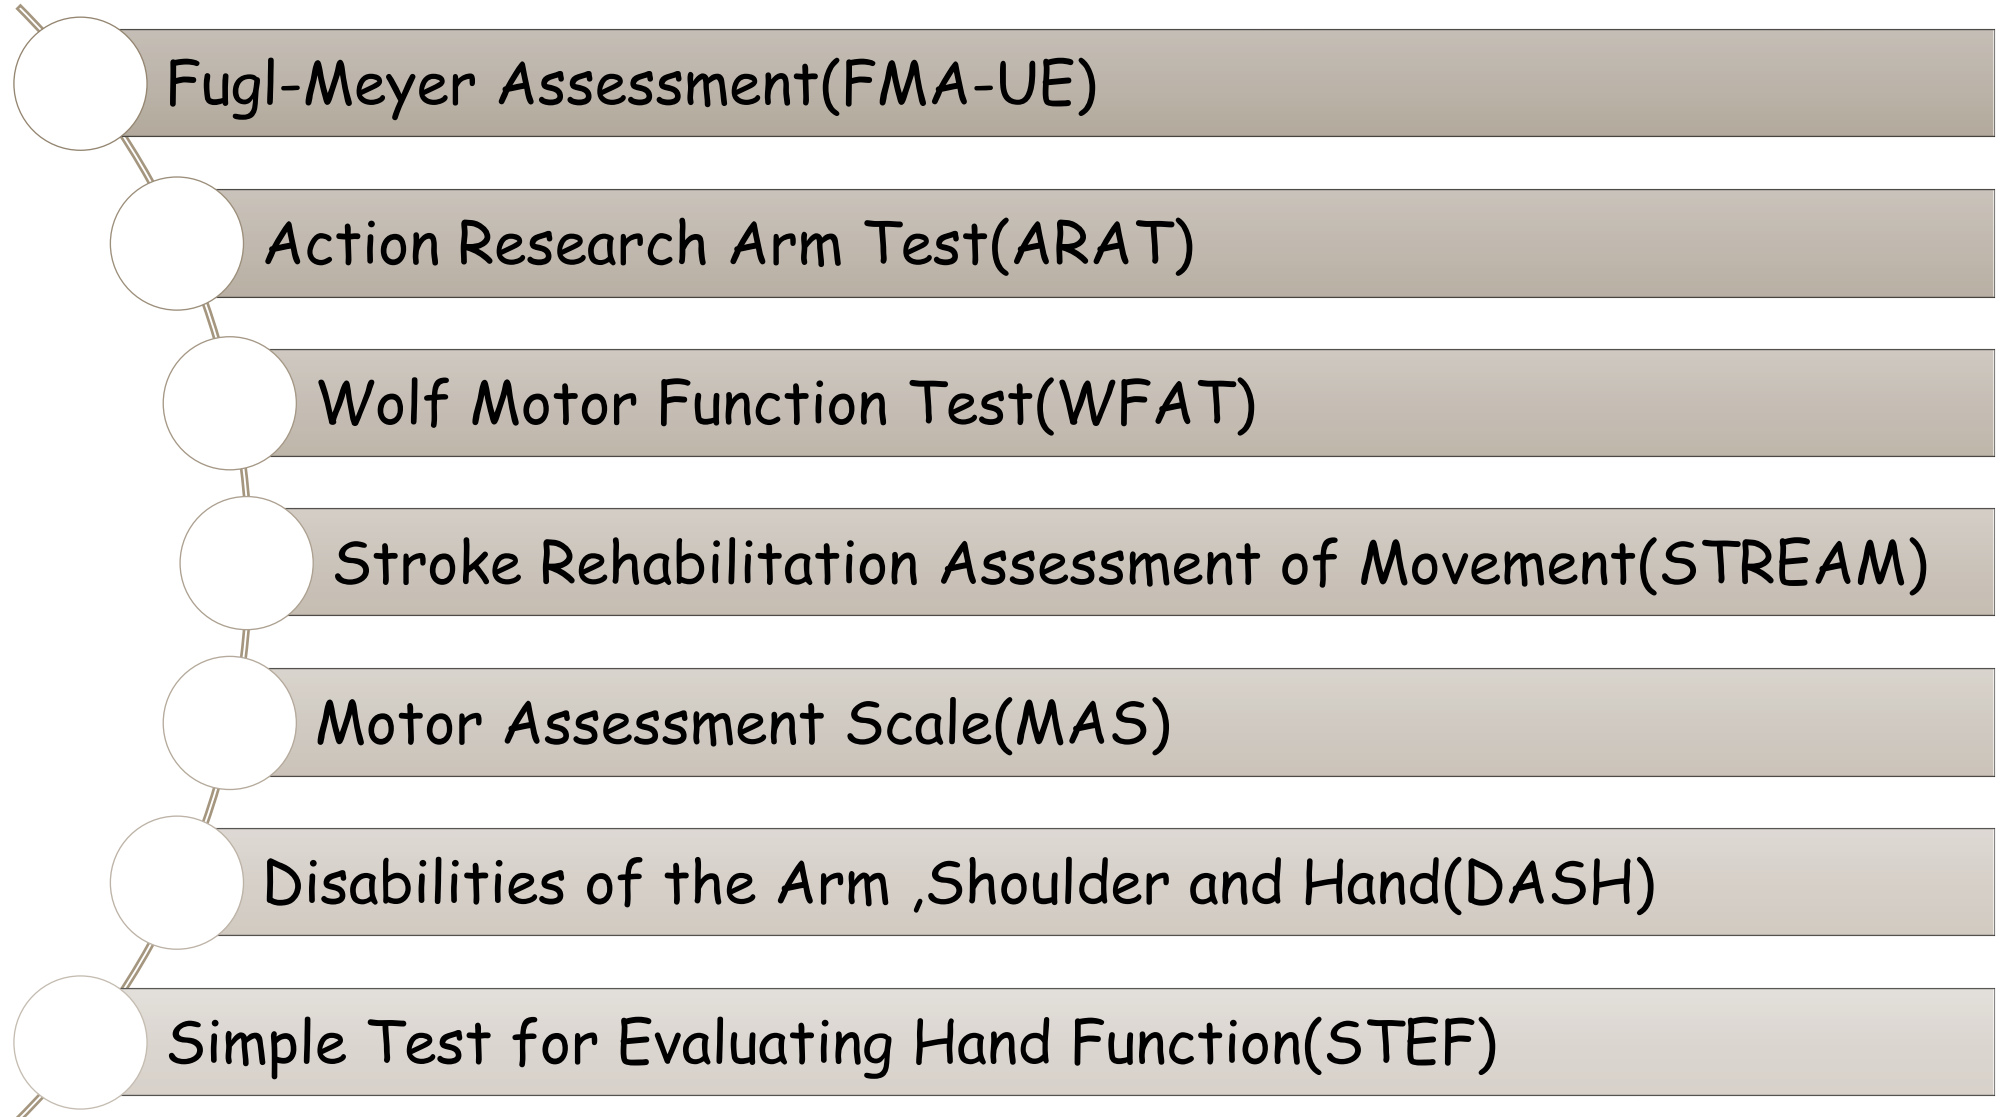 Fugl-Meyer Assessment(FMA-UE)
Action Research Arm Test(ARAT)
Wolf Motor Function Test(WFAT)
Stroke Rehabilitation Assessment of Movement(STREAM)
Motor Assessment Scale(MAS)
Disabilities of the Arm ,Shoulder and Hand(DASH)
Simple Test for Evaluating Hand Function(STEF)